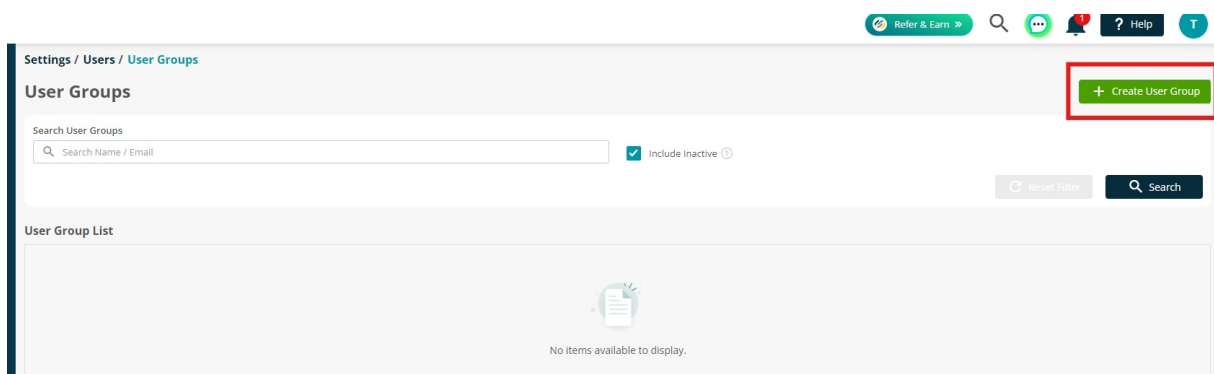 Refer & Earn »
1
? Help
T
Settings / Users / User Groups
User Groups
+ Create User Group
Search User Groups
Search Name / Email
Include Inactive ?
Reset Filter
Search
User Group List
No items available to display.